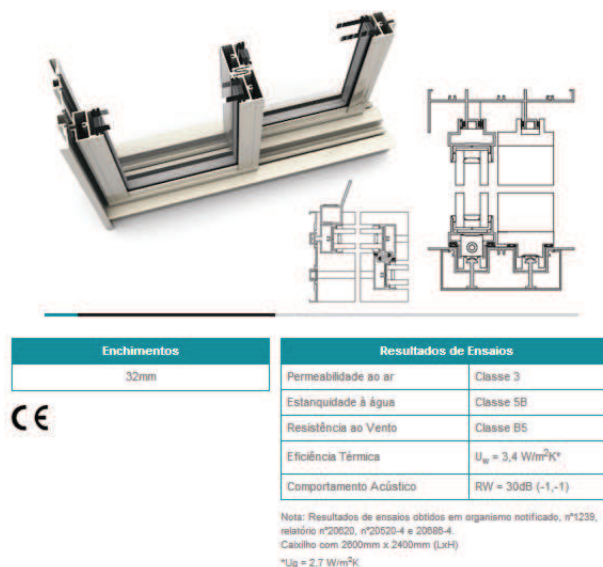 Enchimentos
32mm
CE
Resultados de Ensaios
Permeabilidade ao ar Classe 3
Estanquidade à água Classe 5B
Resistência ao Vento Classe B5
Eficiência Térmica Uw = 3,4 W/m²K*
Comportamento Acústico RW = 30dB (-1,-1)
Nota: Resultados de ensaios obtidos em organismo notificado, nº1239,
relatório nº20620, nº20520-4 e 20686-4.
Caixilho com 2600mm x 2400mm (LxH)
*Ug = 2,7 W/m²K